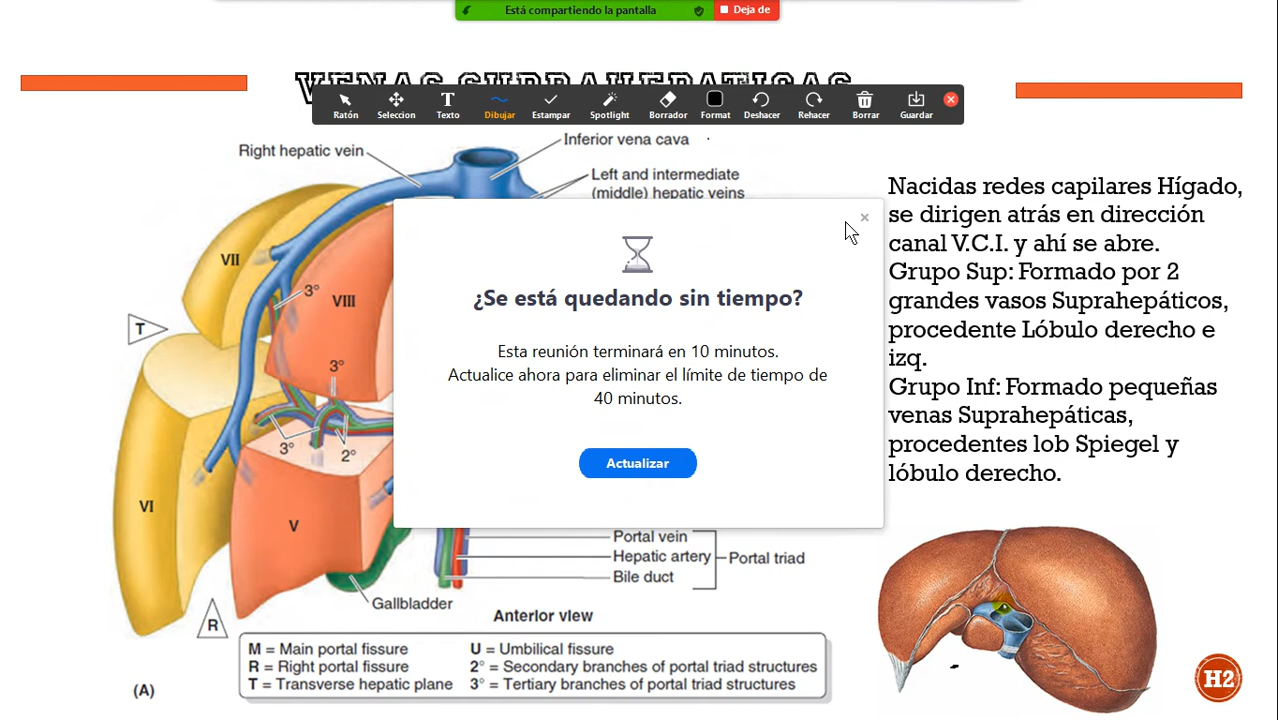 Está compartiendo la pantalla
Deja de
VENAS SUPRAHEPATICAS
Ratón
Seleccion
Texto
Dibujar
Estampar
Spotlight
Borrador
Format
Deshacer
Rehacer
Borrar
Guardar
Right hepatic vein
Inferior vena cava
Left and intermediate
(middle) hepatic veins
VII
VIII
3°
T
3°
3°
2°
VI
V
R
¿Se está quedando sin tiempo?
Esta reunión terminará en 10 minutos.
Actualice ahora para eliminar el límite de tiempo de
40 minutos.
Actualizar
Nacidas redes capilares Hígado,
se dirigen atrás en dirección
canal V.C.I. y ahí se abre.
Grupo Sup: Formado por 2
grandes vasos Suprahepáticos,
procedente Lóbulo derecho e
izq.
Grupo Inf: Formado pequeñas
venas Suprahepáticas,
procedentes lob Spiegel y
lóbulo derecho.
Portal vein
Hepatic artery
Bile duct
Portal triad
Gallbladder
Anterior view
M = Main portal fissure
R = Right portal fissure
T = Transverse hepatic plane
U = Umbilical fissure
2° = Secondary branches of portal triad structures
3° = Tertiary branches of portal triad structures
(A)
H2